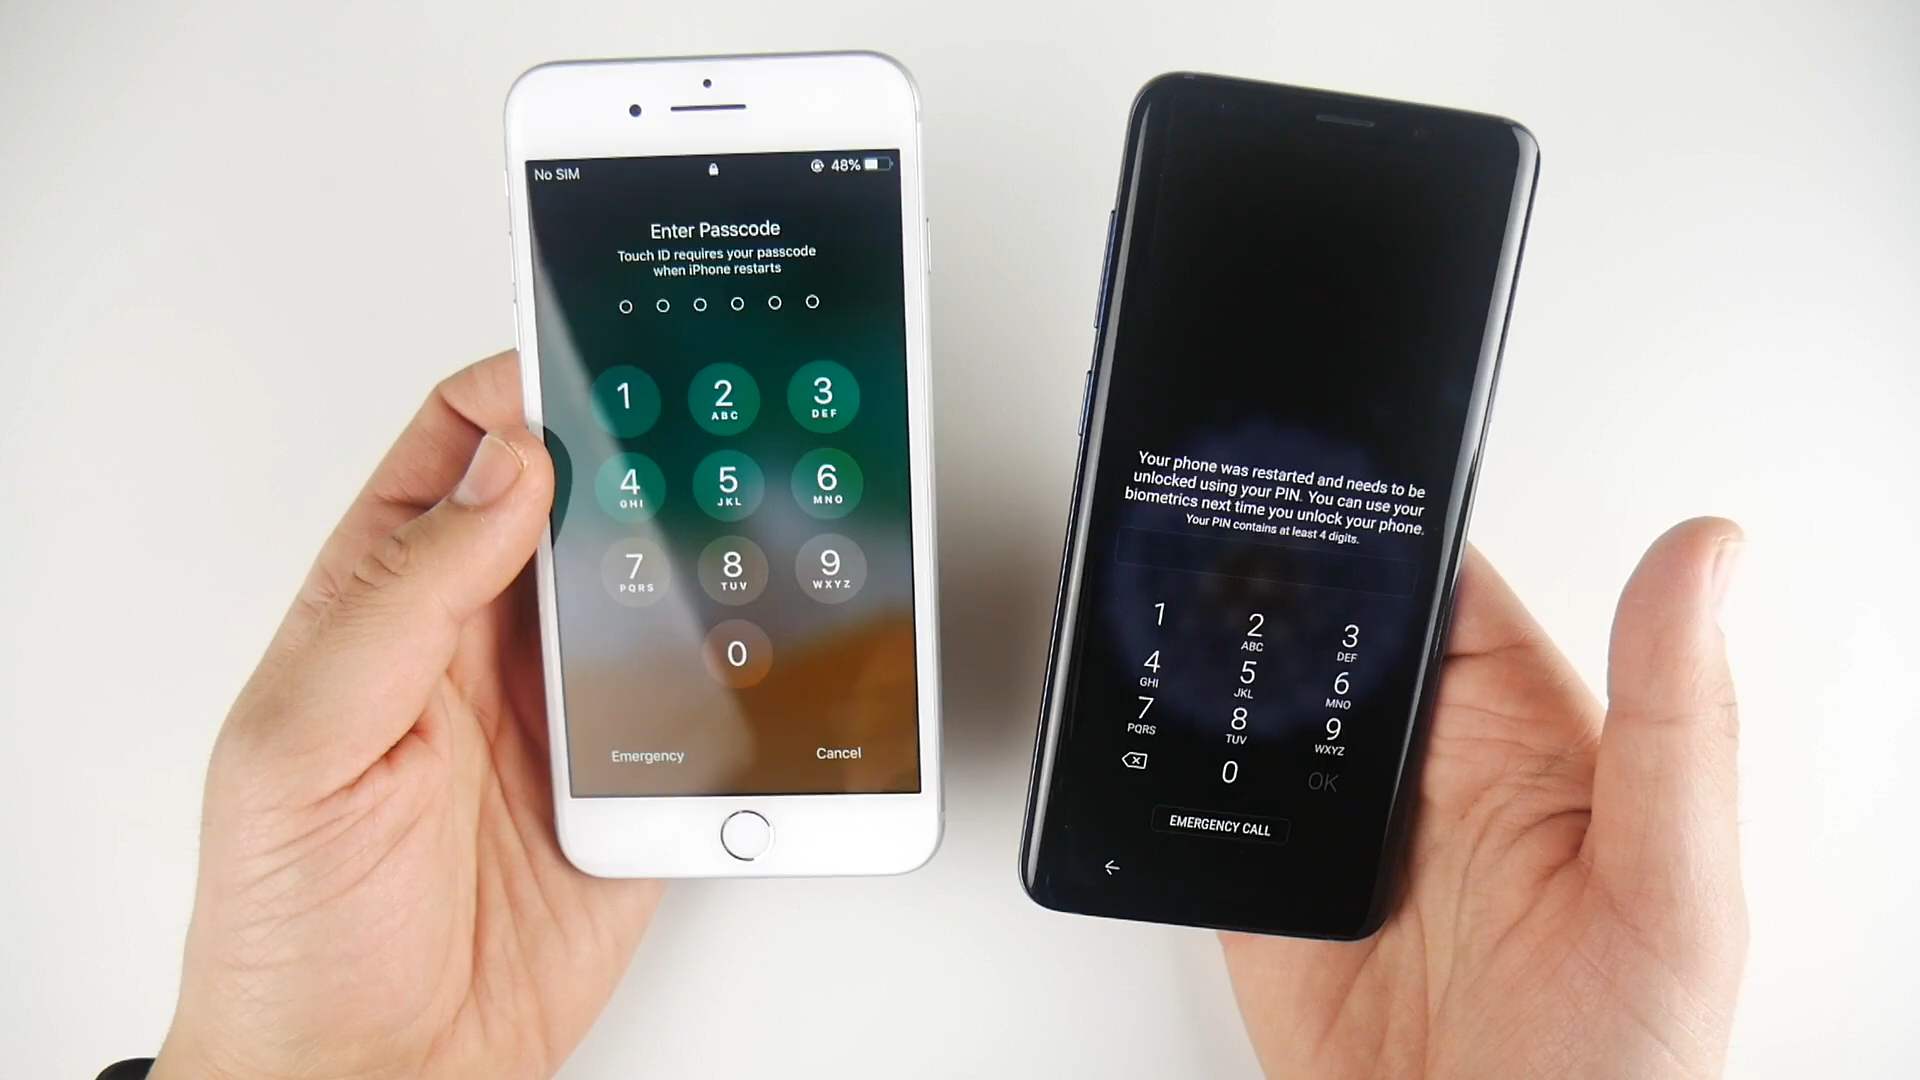 No SIM 48%
Enter Passcode
Touch ID requires your passcode
when iPhone restarts
1 2 3
ABC DEF
4 5 6
GHI JKL MNO
7 8 9
PQRS TUV WXYZ
0
Emergency Cancel
Your phone was restarted and needs to be
unlocked using your PIN. You can use your
biometrics next time you unlock your phone.
Your PIN contains at least 4 digits.
1 2 3
ABC DEF
4 5 6
GHI JKL MNO
7 8 9
PQRS TUV WXYZ
0 OK
EMERGENCY CALL